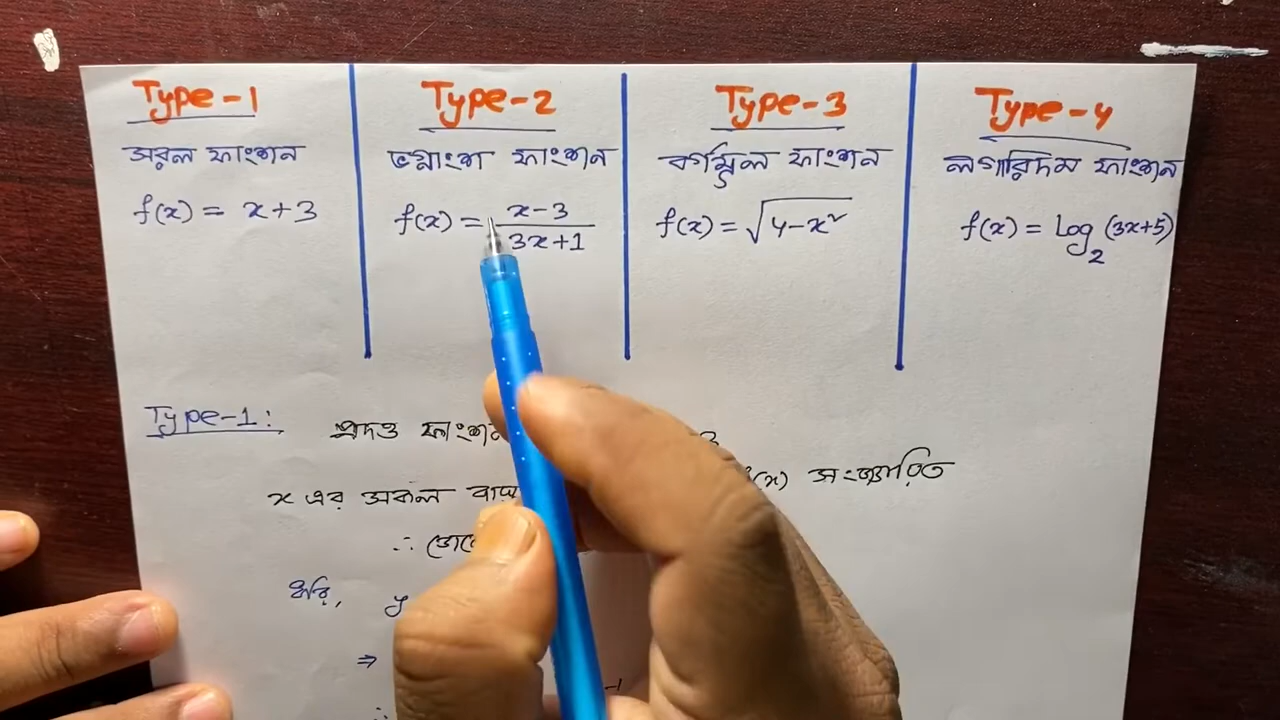 Type-1
সরল ফাংশন
f(x) = x+3
Type-2
ভগ্নাংশ ফাংশন
f(x) = (x-3)/(3x+1)
Type-3
বর্গমূল ফাংশন
f(x) = √(4-x²)
Type-4
লগারিদম ফাংশন
f(x) = log₂(3x+5)
Type-1: প্রদত্ত ফাংশন
x এর সকল (x) সংজ্ঞায়িত
∴
ধরি, y
⇒